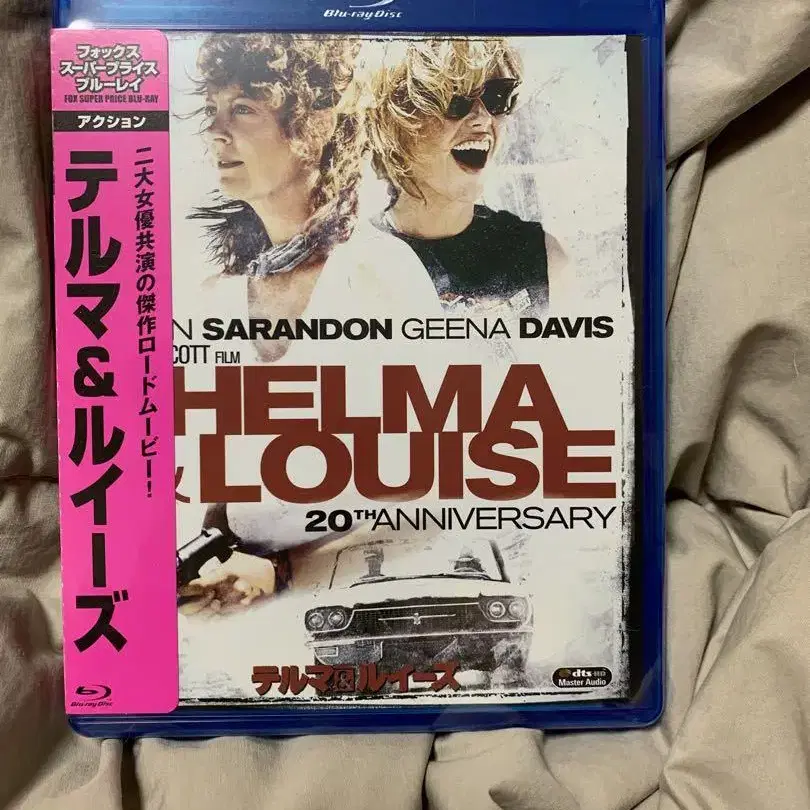 Blu-ray Disc
フォックス
スーパープライス
ブルーレイ
FOX SUPER PRICE BLU-RAY
アクション
二大女優共演の傑作ロードムービー!
テルマ&ルイーズ
Blu-ray Disc
N SARANDON GEENA DAVIS
COTT FILM
HELMA
& LOUISE
20TH ANNIVERSARY
テルマ&ルイーズ
dts-HD
Master Audio